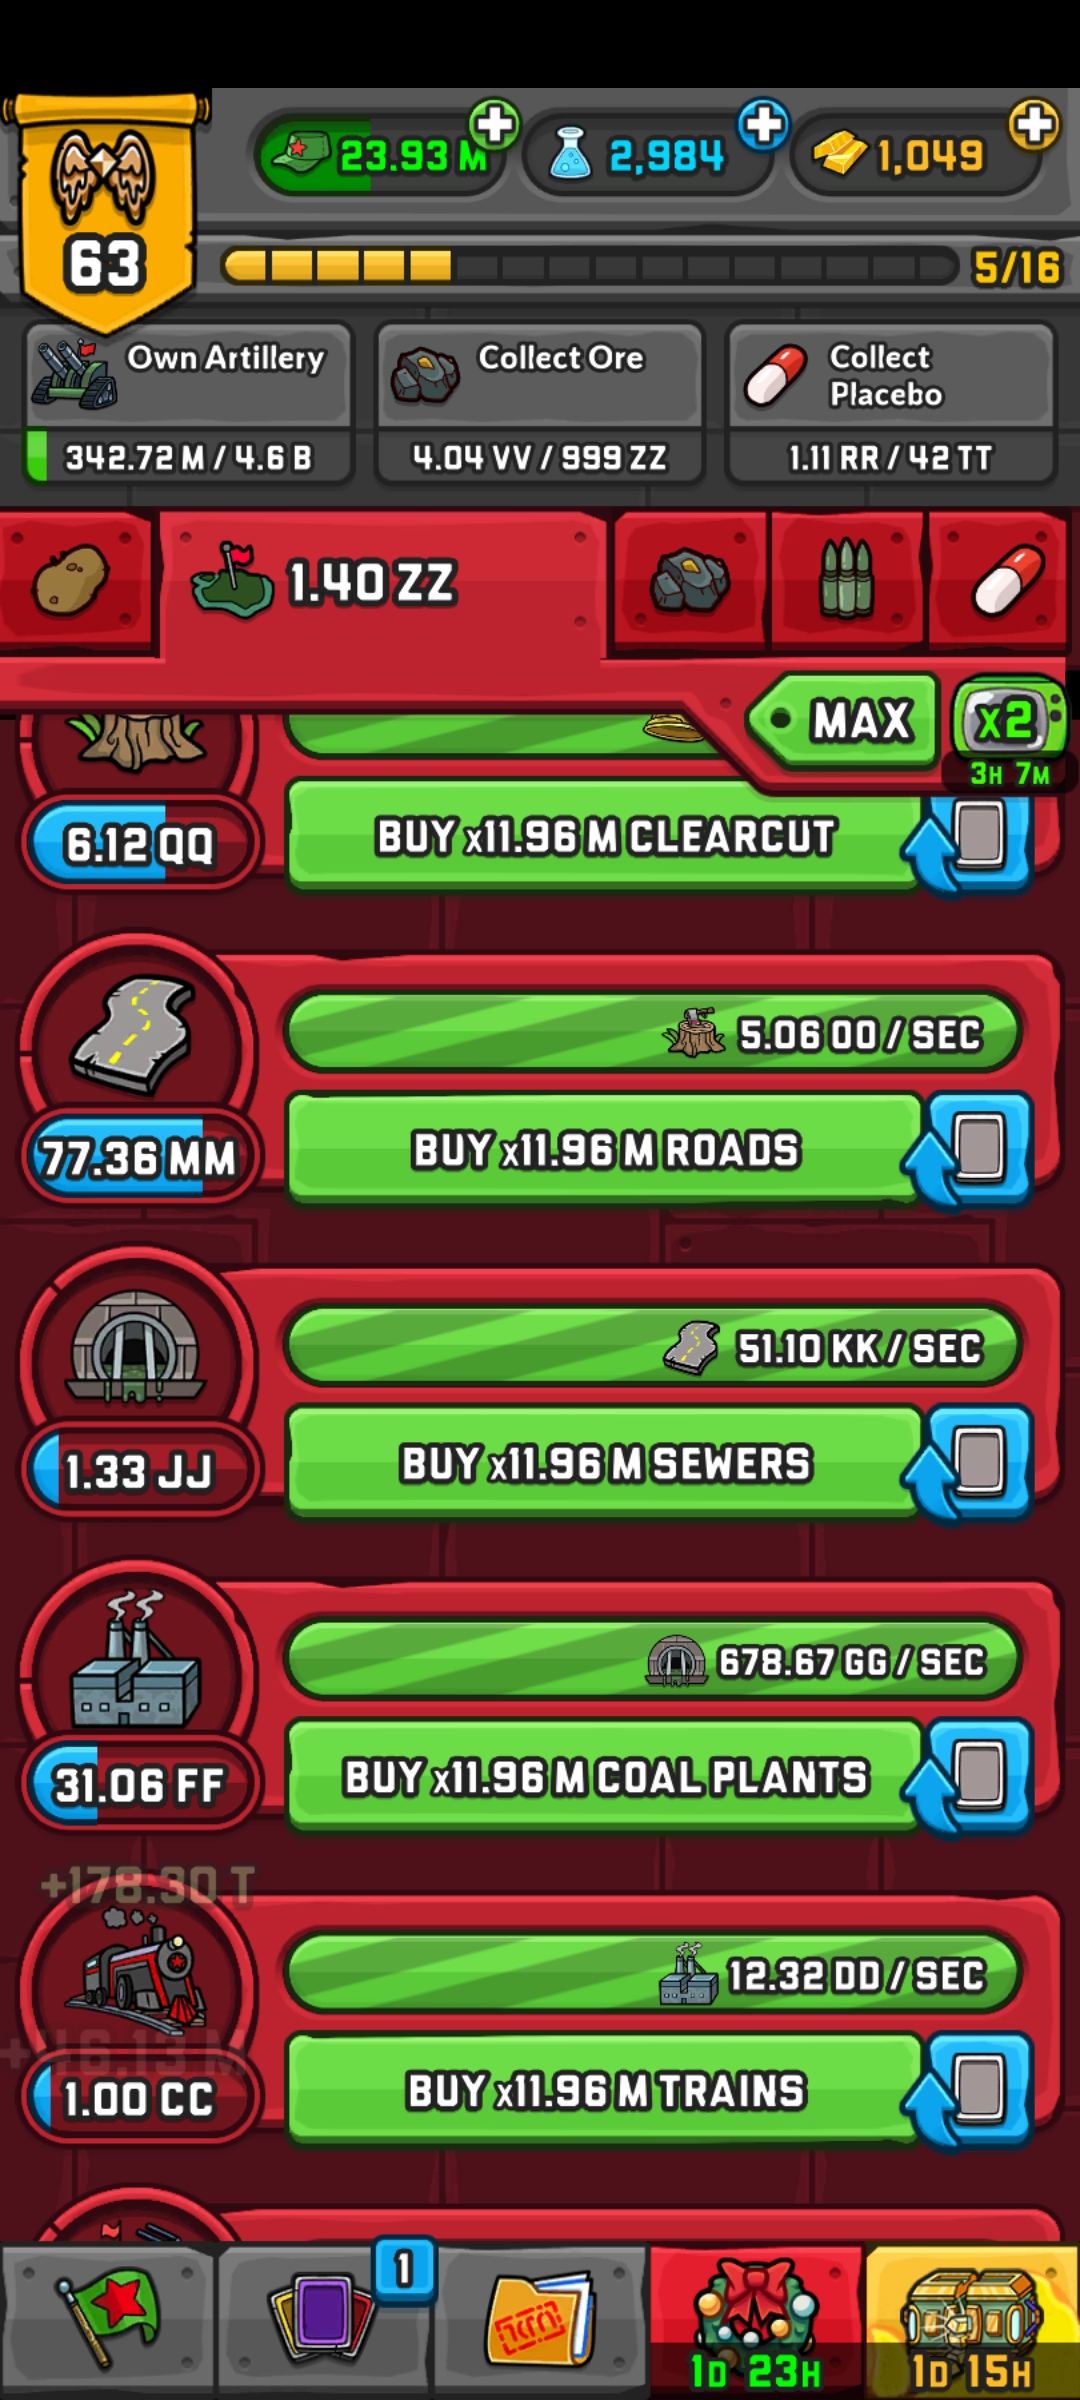 23.93 M
2,984
1,049
63
5/16
Own Artillery
342.72 M / 4.6 B
Collect Ore
4.04 VV / 999 ZZ
Collect
Placebo
1.11 RR / 42 TT
1.40 ZZ
MAX
x2
3H 7M
6.12 QQ
BUY x11.96 M CLEARCUT
5.06 OO / SEC
77.36 MM
BUY x11.96 M ROADS
51.10 KK / SEC
1.33 JJ
BUY x11.96 M SEWERS
678.67 GG / SEC
31.06 FF
BUY x11.96 M COAL PLANTS
+178.30 T
12.32 DD / SEC
1.00 CC
BUY x11.96 M TRAINS
1
1D 23H
1D 15H